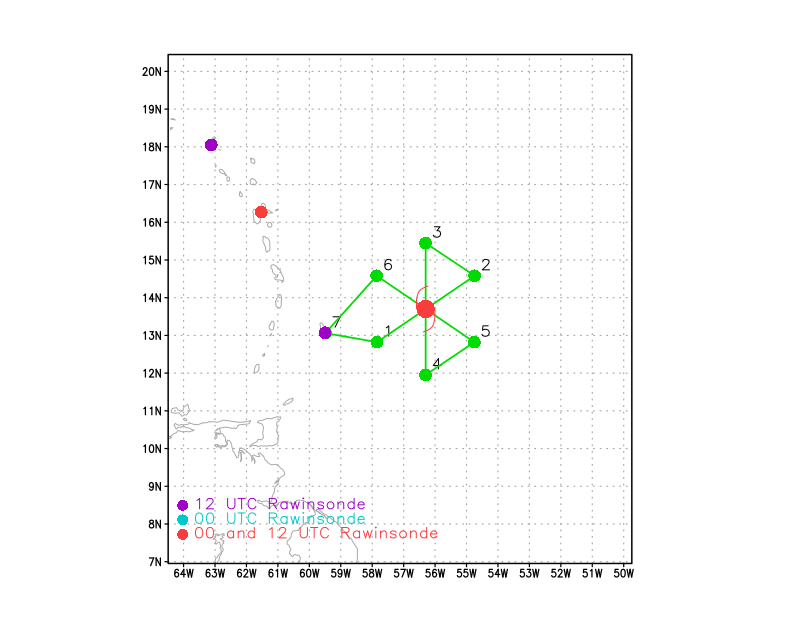 20N
19N
18N
17N
16N
3
15N
6 2
14N
7 1 5
13N
4
12N
11N
10N
9N
12 UTC Rawinsonde
00 UTC Rawinsonde
8N
00 and 12 UTC Rawinsonde
7N
64W 63W 62W 61W 60W 59W 58W 57W 56W 55W 54W 53W 52W 51W 50W